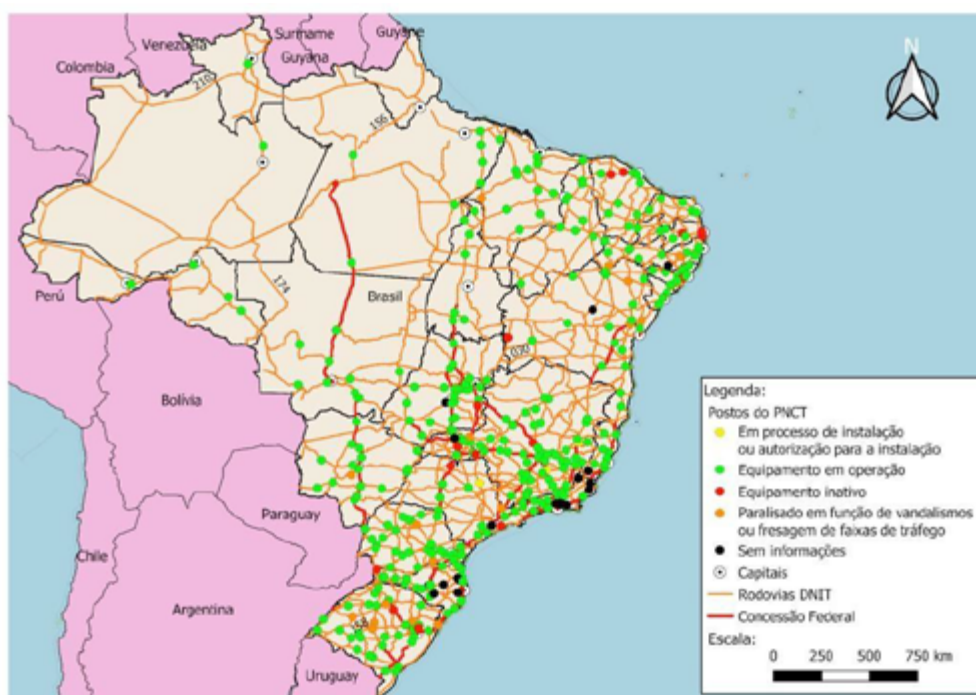 Venezuela
Suriname
Guyane
Guyana
Colombia
N
210
156
Perú
174
Brasil
030
Bolívia
Paraguay
Chile
Argentina
Uruguay
Legenda:
Postos do PNCT
Em processo de instalação
ou autorização para a instalação
Equipamento em operação
Equipamento inativo
Paralisado em função de vandalismos
ou fresagem de faixas de tráfego
Sem informações
Capitais
Rodovias DNIT
Concessão Federal
Escala:
0 250 500 750 km